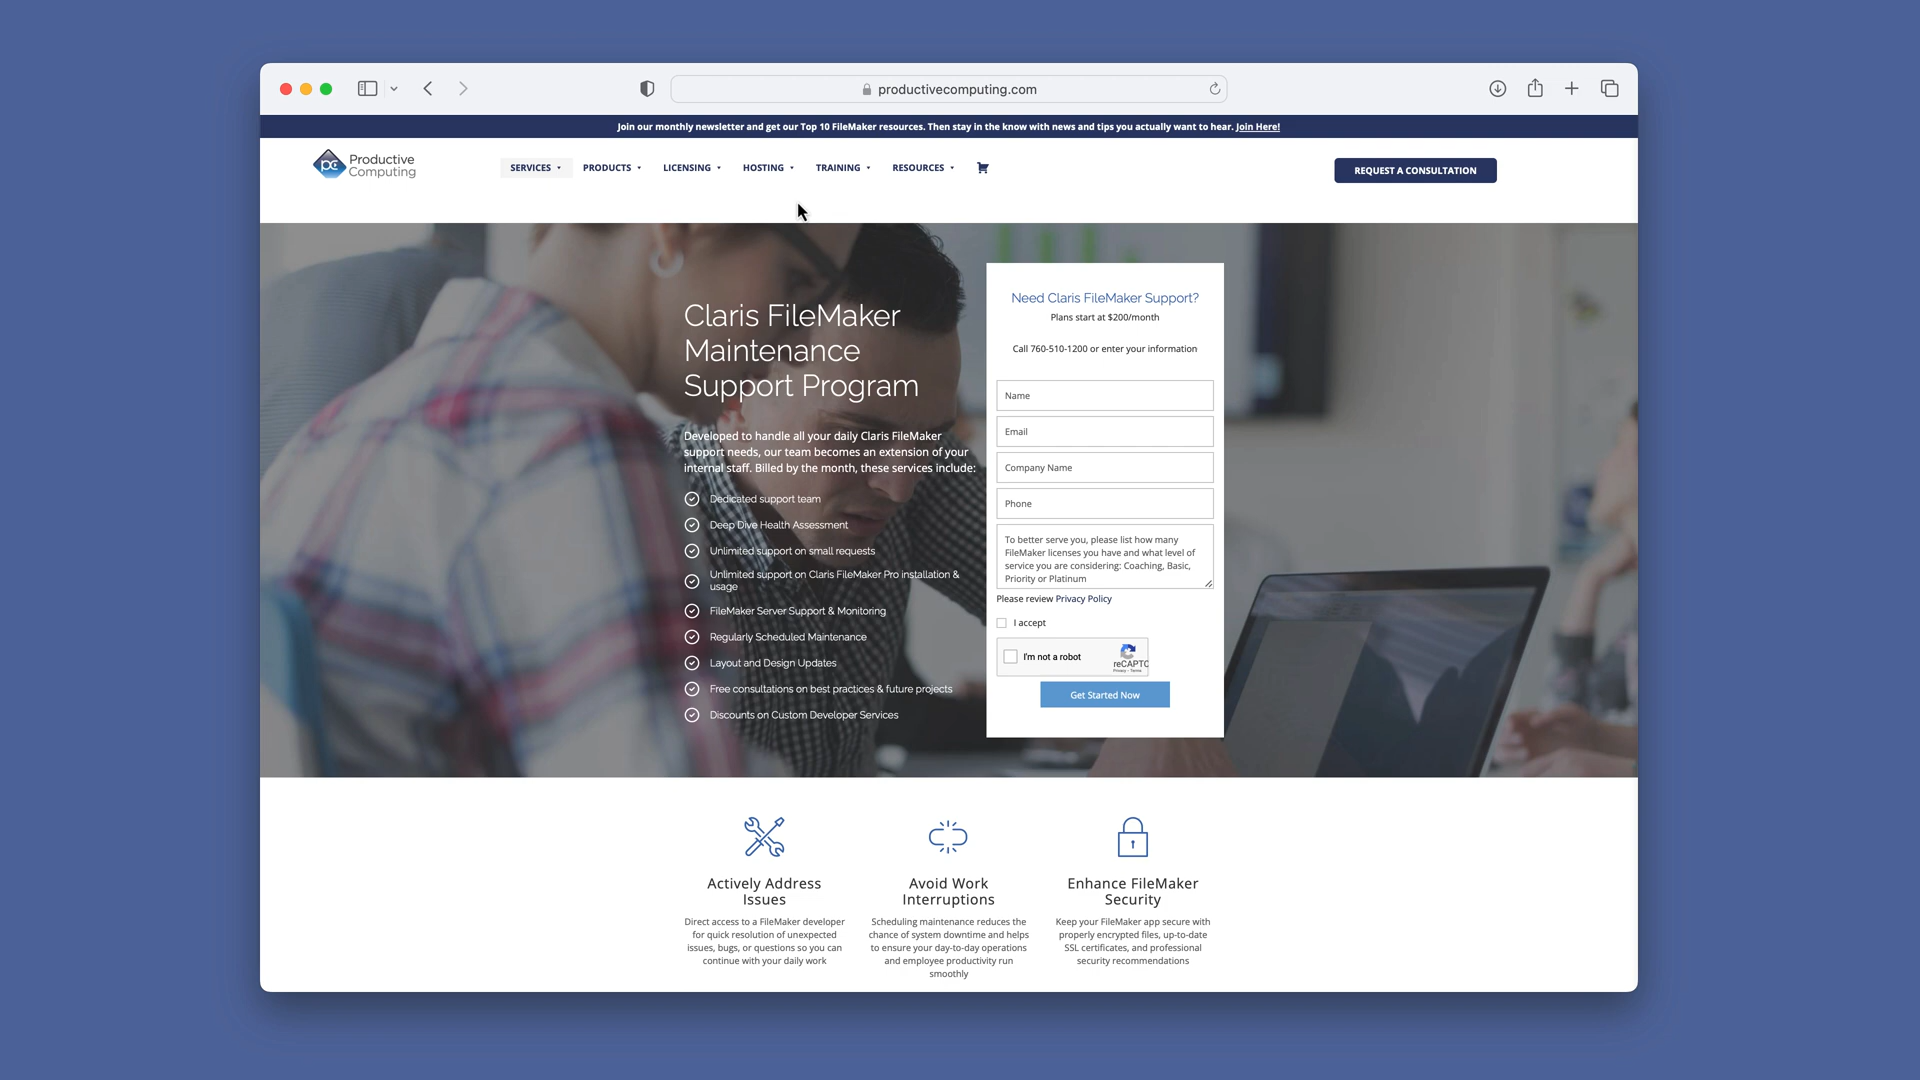 productivecomputing.com
Join our monthly newsletter and get our Top 10 FileMaker resources. Then stay in the know with news and tips you actually want to hear. Join Here!
pc Productive
Computing
SERVICES
PRODUCTS
LICENSING
HOSTING
TRAINING
RESOURCES
REQUEST A CONSULTATION
Claris FileMaker
Maintenance
Support Program
Developed to handle all your daily Claris FileMaker
support needs, our team becomes an extension of your
internal staff. Billed by the month, these services include:
Dedicated support team
Deep Dive Health Assessment
Unlimited support on small requests
Unlimited support on Claris FileMaker Pro installation &
usage
FileMaker Server Support & Monitoring
Regularly Scheduled Maintenance
Layout and Design Updates
Free consultations on best practices & future projects
Discounts on Custom Developer Services
Need Claris FileMaker Support?
Plans start at $200/month
Call 760-510-1200 or enter your information
Name
Email
Company Name
Phone
To better serve you, please list how many
FileMaker licenses you have and what level of
service you are considering: Coaching, Basic,
Priority or Platinum
Please review Privacy Policy
I accept
I'm not a robot
reCAPTC
Privacy - Terms
Get Started Now
Actively Address
Issues
Direct access to a FileMaker developer
for quick resolution of unexpected
issues, bugs, or questions so you can
continue with your daily work
Avoid Work
Interruptions
Scheduling maintenance reduces the
chance of system downtime and helps
to ensure your day-to-day operations
and employee productivity run
smoothly
Enhance FileMaker
Security
Keep your FileMaker app secure with
properly encrypted files, up-to-date
SSL certificates, and professional
security recommendations